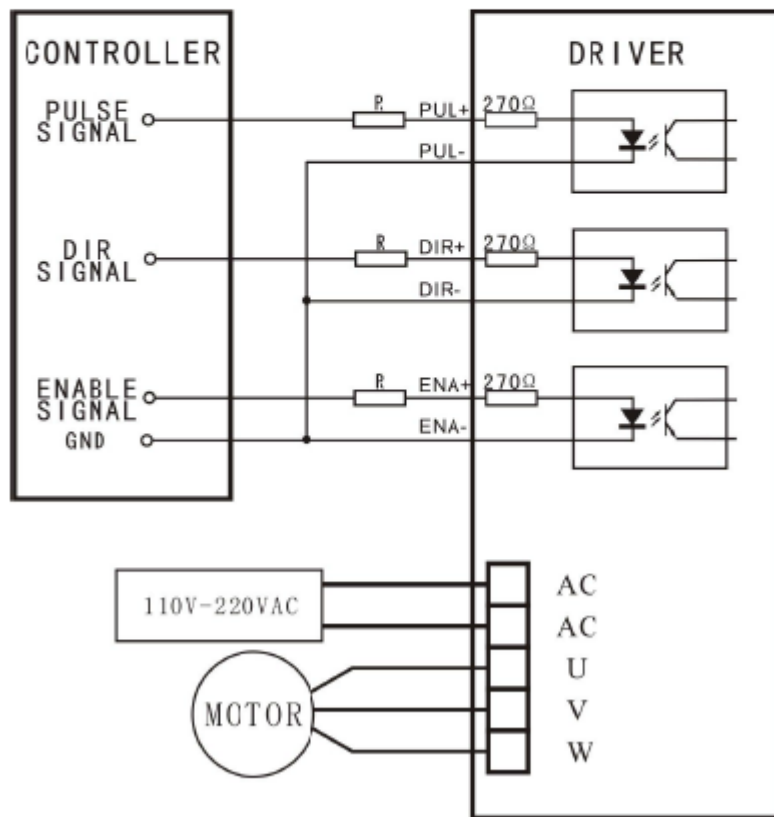 CONTROLLER
DRIVER
PULSE
SIGNAL
R
PUL+
270Ω
PUL-
DIR
SIGNAL
R
DIR+
270Ω
DIR-
ENABLE
SIGNAL
R
ENA+
270Ω
ENA-
GND
110V-220VAC
AC
AC
U
MOTOR
V
W